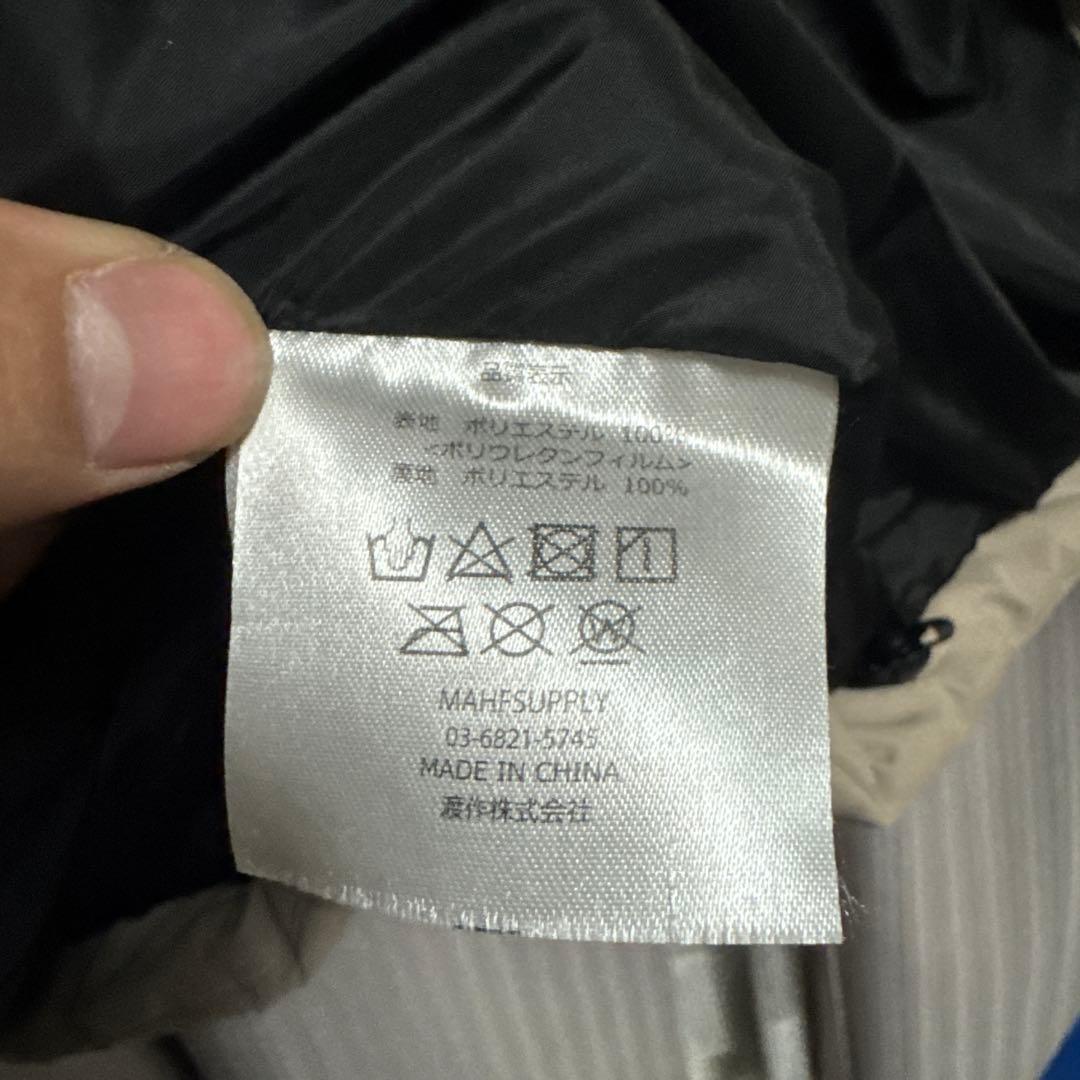 品質表示
表地 ポリエステル 100%
<ポリウレタンフィルム>
裏地 ポリエステル 100%
MAHFSUPPLY
03-6821-5745
MADE IN CHINA
渡作株式会社